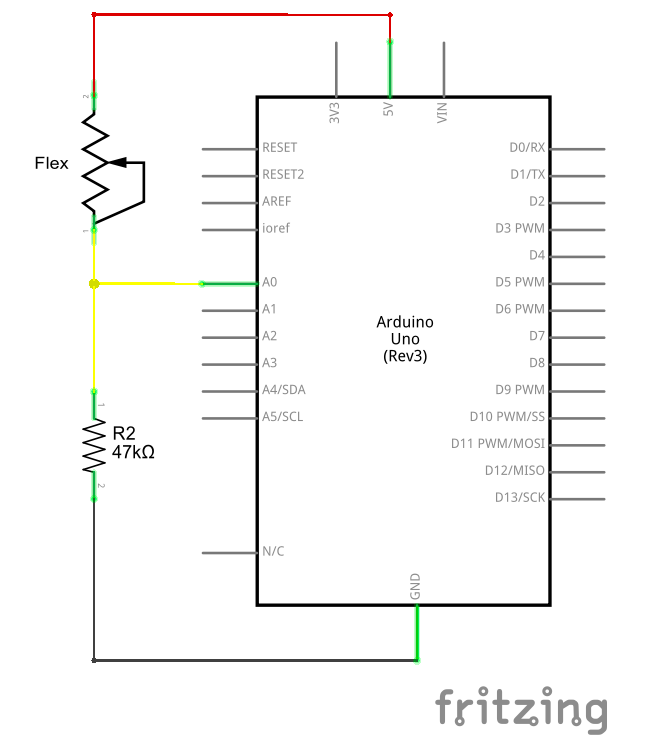 3V3
5V
VIN
2
Flex
1
RESET
RESET2
AREF
ioref
A0
A1
A2
A3
A4/SDA
A5/SCL
N/C
D0/RX
D1/TX
D2
D3 PWM
D4
D5 PWM
D6 PWM
D7
D8
D9 PWM
D10 PWM/SS
D11 PWM/MOSI
D12/MISO
D13/SCK
Arduino
Uno
(Rev3)
1
R2
47kΩ
2
GND
fritzing